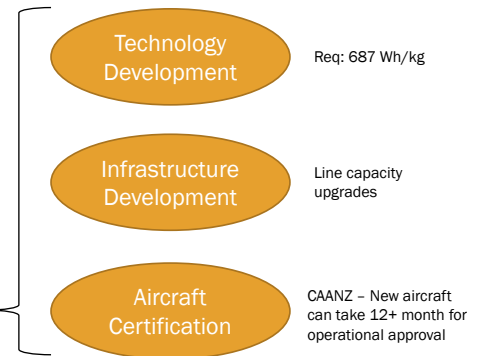 Technology
Development
Req: 687 Wh/kg
Infrastructure
Development
Line capacity
upgrades
Aircraft
Certification
CAANZ – New aircraft
can take 12+ month for
operational approval